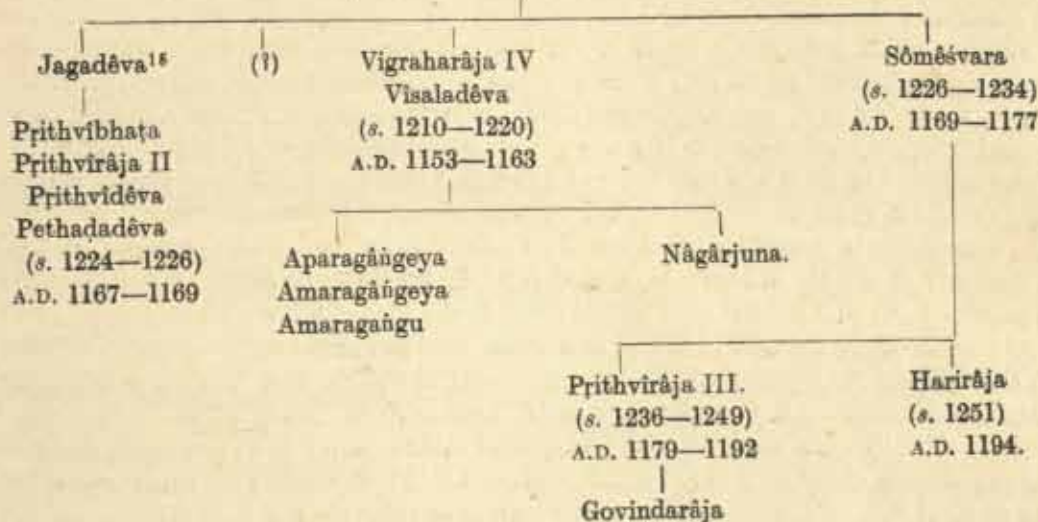 Jagadêva¹⁵
(?)
Vigraharâja IV
Vîsaladêva
(s. 1210—1220)
A.D. 1153—1163
Sômêśvara
(s. 1226—1234)
A.D. 1169—1177
Pṛithvîbhaṭa
Pṛithvîrâja II
Pṛithvîdêva
Pethaḍadêva
(s. 1224—1226)
A.D. 1167—1169
Aparagâṅgeya
Amaragâṅgeya
Amaragaṅgu
Nâgârjuna.
Pṛithvîrâja III.
(s. 1236—1249)
A.D. 1179—1192
Govindarâja
Harirâja
(s. 1251)
A.D. 1194.